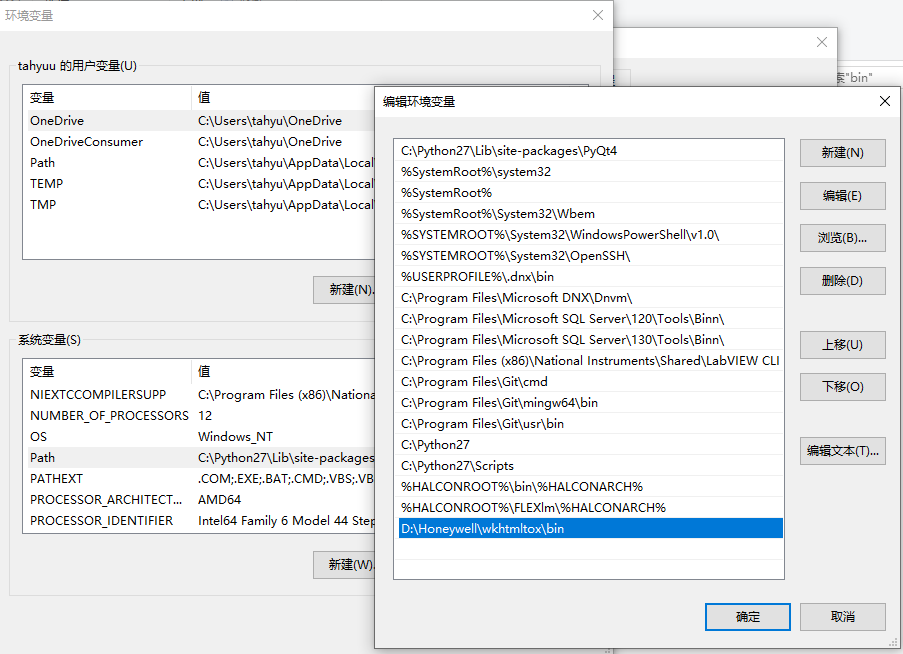 环境变量
tahyuu 的用户变量(U)
变量 值
OneDrive C:\Users\tahyu\OneDrive
OneDriveConsumer C:\Users\tahyu\OneDrive
Path C:\Users\tahyu\AppData\Local
TEMP C:\Users\tahyu\AppData\Local
TMP C:\Users\tahyu\AppData\Local
新建(N)
系统变量(S)
变量 值
NIEXTCCOMPILERSUPP C:\Program Files (x86)\Nationa
NUMBER_OF_PROCESSORS 12
OS Windows_NT
Path C:\Python27\Lib\site-packages
PATHEXT .COM;.EXE;.BAT;.CMD;.VBS;.VB
PROCESSOR_ARCHITECT... AMD64
PROCESSOR_IDENTIFIER Intel64 Family 6 Model 44 Step
新建(W)
"bin"
编辑环境变量
C:\Python27\Lib\site-packages\PyQt4
%SystemRoot%\system32
%SystemRoot%
%SystemRoot%\System32\Wbem
%SYSTEMROOT%\System32\WindowsPowerShell\v1.0\
%SYSTEMROOT%\System32\OpenSSH\
%USERPROFILE%\.dnx\bin
C:\Program Files\Microsoft DNX\Dnvm\
C:\Program Files\Microsoft SQL Server\120\Tools\Binn\
C:\Program Files\Microsoft SQL Server\130\Tools\Binn\
C:\Program Files (x86)\National Instruments\Shared\LabVIEW CLI
C:\Program Files\Git\cmd
C:\Program Files\Git\mingw64\bin
C:\Program Files\Git\usr\bin
C:\Python27
C:\Python27\Scripts
%HALCONROOT%\bin\%HALCONARCH%
%HALCONROOT%\FLEXlm\%HALCONARCH%
D:\Honeywell\wkhtmltox\bin
新建(N)
编辑(E)
浏览(B)...
删除(D)
上移(U)
下移(O)
编辑文本(T)...
确定
取消